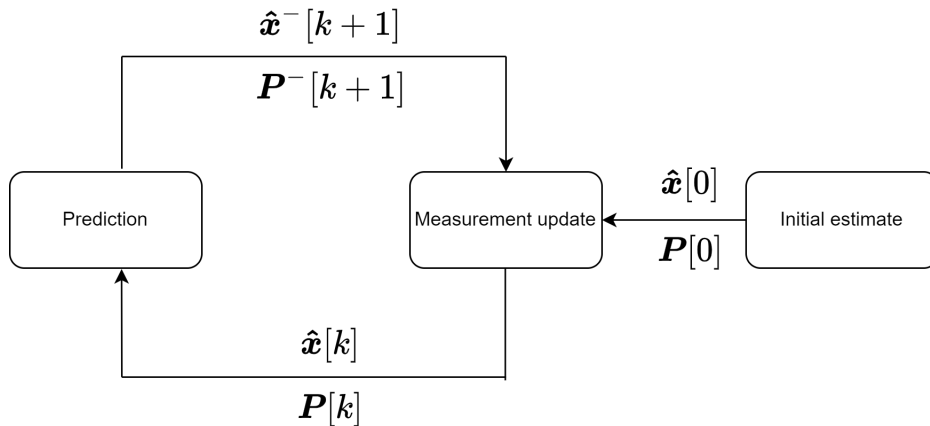 x̂⁻[k + 1]
P⁻[k + 1]
x̂[0]
Prediction
Measurement update
Initial estimate
P[0]
x̂[k]
P[k]